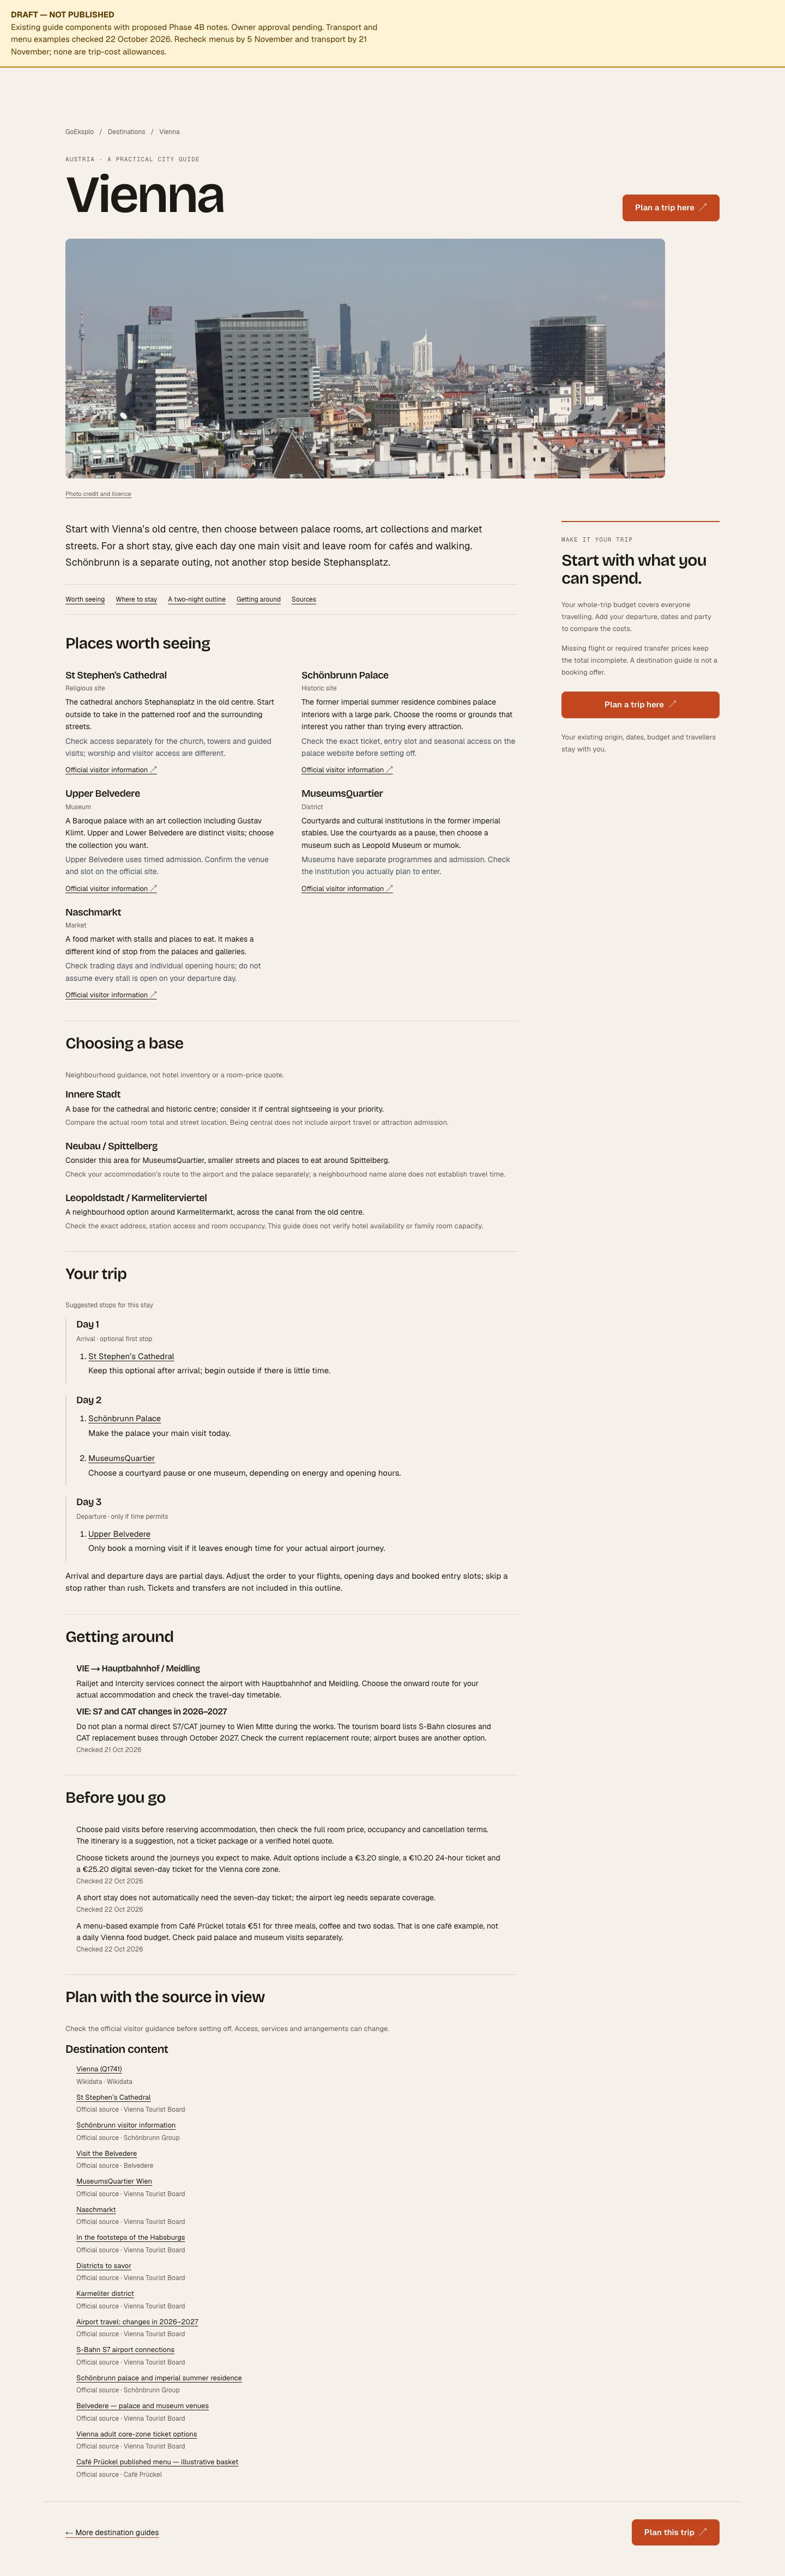 DRAFT — NOT PUBLISHED
Existing guide components with proposed Phase 4B notes. Owner approval pending. Transport and
menu examples checked 22 October 2026. Recheck menus by 5 November and transport by 21
November; none are trip-cost allowances.
GoEksplo / Destinations / Vienna
AUSTRIA · A PRACTICAL CITY GUIDE
Vienna
Plan a trip here ↗
Photo credit and licence
Start with Vienna's old centre, then choose between palace rooms, art collections and market
streets. For a short stay, give each day one main visit and leave room for cafés and walking.
Schönbrunn is a separate outing, not another stop beside Stephansplatz.
Worth seeing Where to stay A two-night outline Getting around Sources
MAKE IT YOUR TRIP
Start with what you
can spend.
Your whole-trip budget covers everyone
travelling. Add your departure, dates and party
to compare the costs.
Missing flight or required transfer prices keep
the total incomplete. A destination guide is not a
booking offer.
Plan a trip here ↗
Your existing origin, dates, budget and travellers
stay with you.
Places worth seeing
St Stephen's Cathedral
Religious site
The cathedral anchors Stephansplatz in the old centre. Start
outside to take in the patterned roof and the surrounding
streets.
Check access separately for the church, towers and guided
visits; worship and visitor access are different.
Official visitor information ↗
Schönbrunn Palace
Historic site
The former imperial summer residence combines palace
interiors with a large park. Choose the rooms or grounds that
interest you rather than trying every attraction.
Check the exact ticket, entry slot and seasonal access on the
palace website before setting off.
Official visitor information ↗
Upper Belvedere
Museum
A Baroque palace with an art collection including Gustav
Klimt. Upper and Lower Belvedere are distinct visits; choose
the collection you want.
Upper Belvedere uses timed admission. Confirm the venue
and slot on the official site.
Official visitor information ↗
MuseumsQuartier
District
Courtyards and cultural institutions in the former imperial
stables. Use the courtyards as a pause, then choose a
museum such as Leopold Museum or mumok.
Museums have separate programmes and admission. Check
the institution you actually plan to enter.
Official visitor information ↗
Naschmarkt
Market
A food market with stalls and places to eat. It makes a
different kind of stop from the palaces and galleries.
Check trading days and individual opening hours; do not
assume every stall is open on your departure day.
Official visitor information ↗
Choosing a base
Neighbourhood guidance, not hotel inventory or a room-price quote.
Innere Stadt
A base for the cathedral and historic centre; consider it if central sightseeing is your priority.
Compare the actual room total and street location. Being central does not include airport travel or attraction admission.
Neubau / Spittelberg
Consider this area for MuseumsQuartier, smaller streets and places to eat around Spittelberg.
Check your accommodation's route to the airport and the palace separately; a neighbourhood name alone does not establish travel time.
Leopoldstadt / Karmeliterviertel
A neighbourhood option around Karmelitermarkt, across the canal from the old centre.
Check the exact address, station access and room occupancy. This guide does not verify hotel availability or family room capacity.
Your trip
Suggested stops for this stay
Day 1
Arrival · optional first stop
1. St Stephen's Cathedral
Keep this optional after arrival; begin outside if there is little time.
Day 2
1. Schönbrunn Palace
Make the palace your main visit today.
2. MuseumsQuartier
Choose a courtyard pause or one museum, depending on energy and opening hours.
Day 3
Departure · only if time permits
1. Upper Belvedere
Only book a morning visit if it leaves enough time for your actual airport journey.
Arrival and departure days are partial days. Adjust the order to your flights, opening days and booked entry slots; skip a
stop rather than rush. Tickets and transfers are not included in this outline.
Getting around
VIE → Hauptbahnhof / Meidling
Railjet and Intercity services connect the airport with Hauptbahnhof and Meidling. Choose the onward route for your
actual accommodation and check the travel-day timetable.
VIE: S7 and CAT changes in 2026–2027
Do not plan a normal direct S7/CAT journey to Wien Mitte during the works. The tourism board lists S-Bahn closures and
CAT replacement buses through October 2027. Check the current replacement route; airport buses are another option.
Checked 21 Oct 2026
Before you go
Choose paid visits before reserving accommodation, then check the full room price, occupancy and cancellation terms.
The itinerary is a suggestion, not a ticket package or a verified hotel quote.
Choose tickets around the journeys you expect to make. Adult options include a €3.20 single, a €10.20 24-hour ticket and
a €25.20 digital seven-day ticket for the Vienna core zone.
Checked 22 Oct 2026
A short stay does not automatically need the seven-day ticket; the airport leg needs separate coverage.
Checked 22 Oct 2026
A menu-based example from Café Prückel totals €51 for three meals, coffee and two sodas. That is one café example, not
a daily Vienna food budget. Check paid palace and museum visits separately.
Checked 22 Oct 2026
Plan with the source in view
Check the official visitor guidance before setting off. Access, services and arrangements can change.
Destination content
Vienna (Q1741)
Wikidata · Wikidata
St Stephen's Cathedral
Official source · Vienna Tourist Board
Schönbrunn visitor information
Official source · Schönbrunn Group
Visit the Belvedere
Official source · Belvedere
MuseumsQuartier Wien
Official source · Vienna Tourist Board
Naschmarkt
Official source · Vienna Tourist Board
In the footsteps of the Habsburgs
Official source · Vienna Tourist Board
Districts to savor
Official source · Vienna Tourist Board
Karmeliter district
Official source · Vienna Tourist Board
Airport travel: changes in 2026–2027
Official source · Vienna Tourist Board
S-Bahn S7 airport connections
Official source · Vienna Tourist Board
Schönbrunn palace and imperial summer residence
Official source · Schönbrunn Group
Belvedere — palace and museum venues
Official source · Vienna Tourist Board
Vienna adult core-zone ticket options
Official source · Vienna Tourist Board
Café Prückel published menu — illustrative basket
Official source · Café Prückel
← More destination guides
Plan this trip ↗